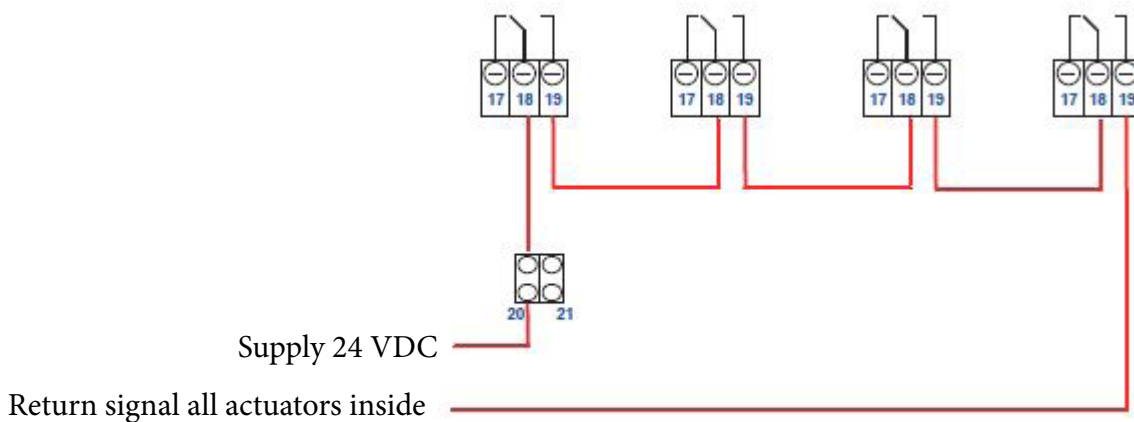 17 18 19 17 18 19 17 18 19 17 18 19
20 21
Supply 24 VDC
Return signal all actuators inside